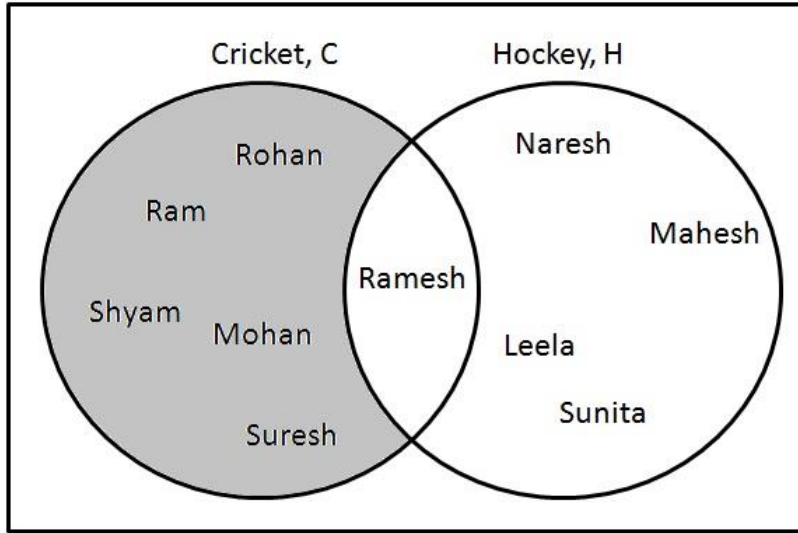 Cricket, C
Hockey, H
Rohan
Naresh
Ram
Mahesh
Ramesh
Shyam
Mohan
Leela
Sunita
Suresh